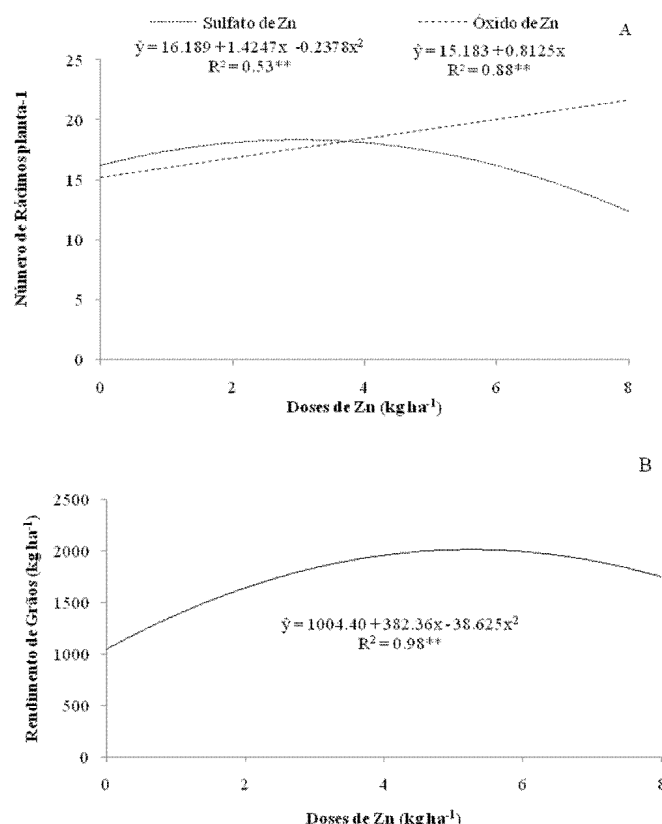 Sulfato de Zn Óxido de Zn A
ŷ = 16.189 + 1.4247x - 0.2378x² ŷ = 15.183 + 0.8125x
R² = 0.53** R² = 0.88**
25
20
15
10
5
0
Número de Rácimos planta-1
0 2 4 6 8
Doses de Zn (kg ha⁻¹)
B
2500
2000
1500
1000
500
0
Rendimento de Grãos (kg ha⁻¹)
ŷ = 1004.40 + 382.36x - 38.625x²
R² = 0.98**
0 2 4 6 8
Doses de Zn (kg ha⁻¹)